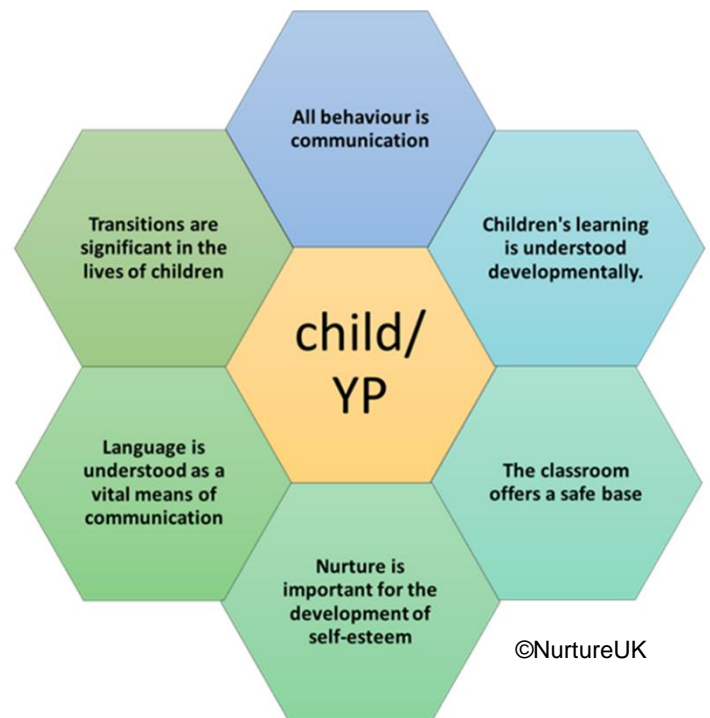 All behaviour is
communication
Children's learning
is understood
developmentally.
The classroom
offers a safe base
Nurture is
important for the
development of
self-esteem
Language is
understood as a
vital means of
communication
Transitions are
significant in the
lives of children
child/
YP
©NurtureUK